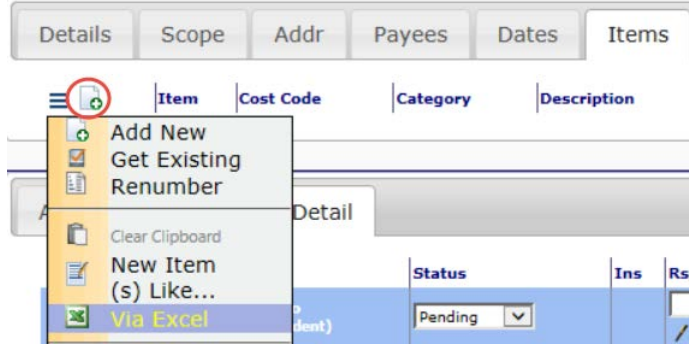 Details Scope Addr Payees Dates Items
Item Cost Code Category Description
Add New
Get Existing
Renumber
Detail
Clear Clipboard
New Item
(s) Like...
Status Ins Rs
Via Excel
dent)
Pending